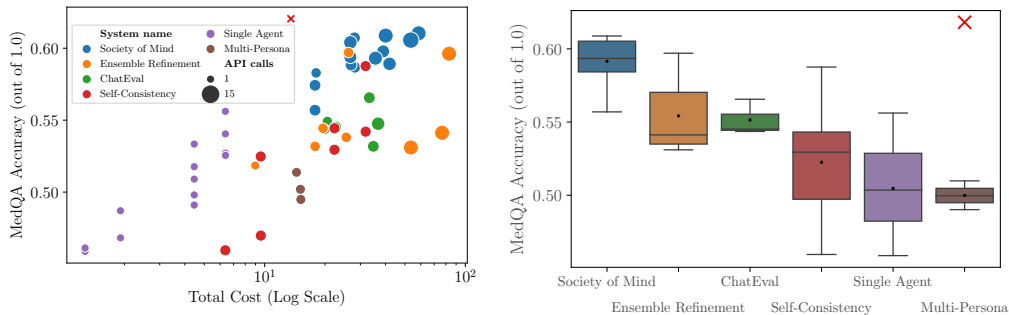 MedQA Accuracy (out of 1.0)
0.60
0.55
0.50
System name
Society of Mind
Ensemble Refinement
ChatEval
Self-Consistency
Single Agent
Multi-Persona
API calls
1
15
10¹
10²
Total Cost (Log Scale)
MedQA Accuracy (out of 1.0)
0.60
0.55
0.50
Society of Mind
Ensemble Refinement
ChatEval
Self-Consistency
Single Agent
Multi-Persona